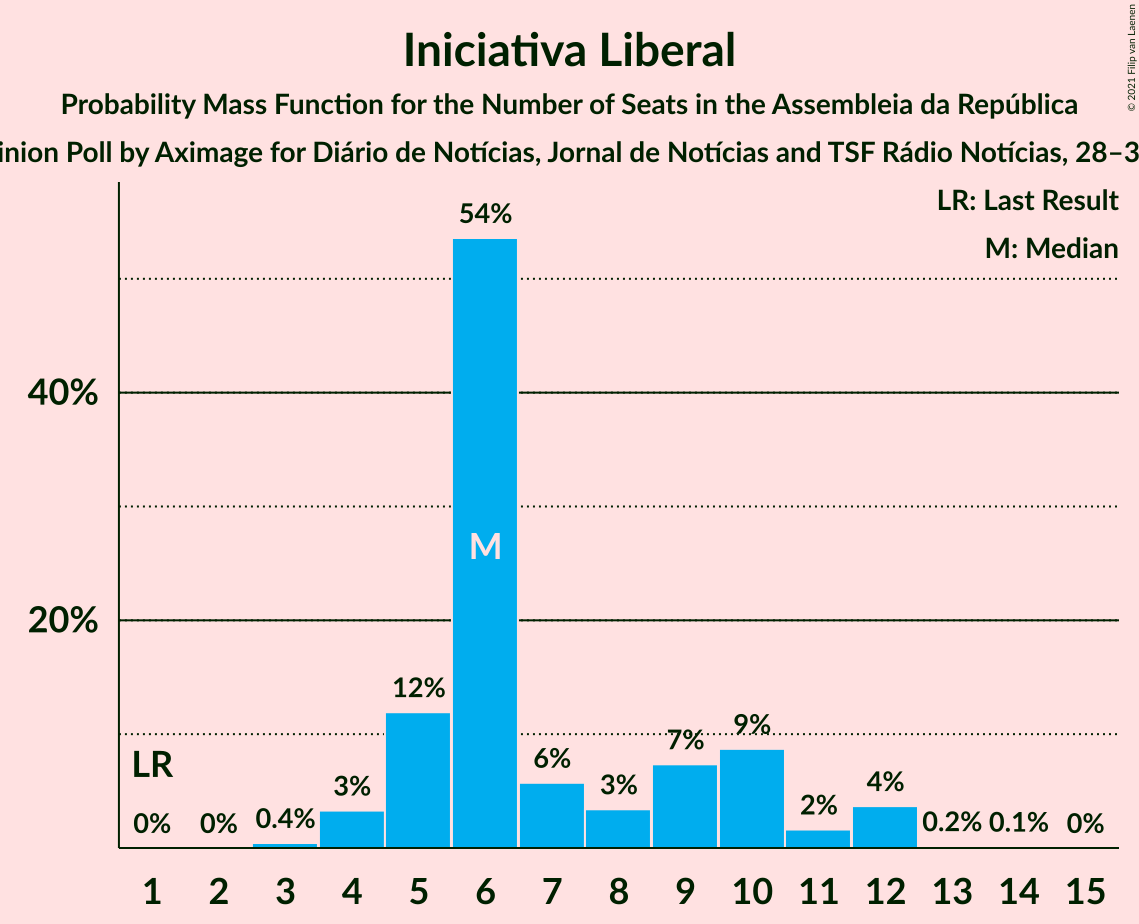 Iniciativa Liberal
Probability Mass Function for the Number of Seats in the Assembleia da República
inion Poll by Aximage for Diário de Notícias, Jornal de Notícias and TSF Rádio Notícias, 28–3
© 2021 Filip van Laenen
LR: Last Result
M: Median
54%
40%
M
20%
12%
9%
7%
6%
LR
3%
3%
4%
2%
0%
0%
0.4%
0.2%
0.1%
0%
1 2 3 4 5 6 7 8 9 10 11 12 13 14 15